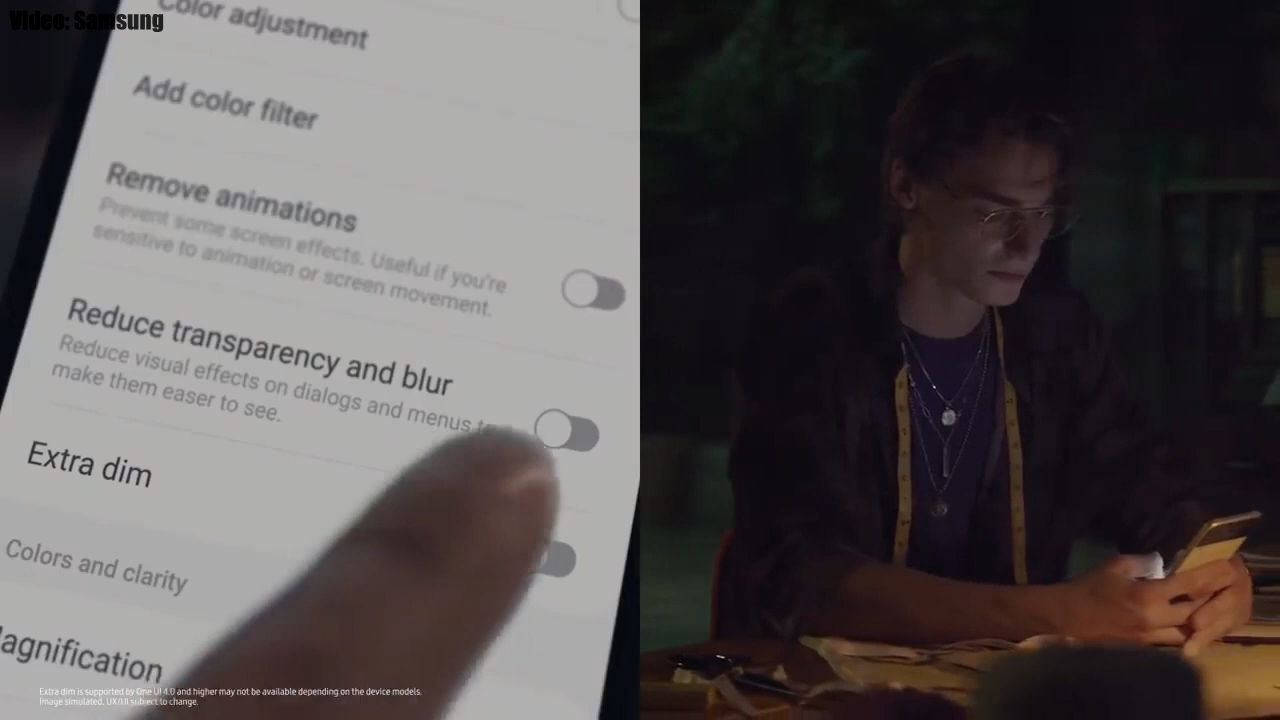 Video: Samsung
Color adjustment
Add color filter
Remove animations
Prevent some screen effects. Useful if you're
sensitive to animation or screen movement.
Reduce transparency and blur
Reduce visual effects on dialogs and menus
make them easier to see.
Extra dim
Colors and clarity
agnification
Extra dim is supported by One UI 4.0 and higher may not be available depending on the device models.
Image simulated. UX/UI subject to change.